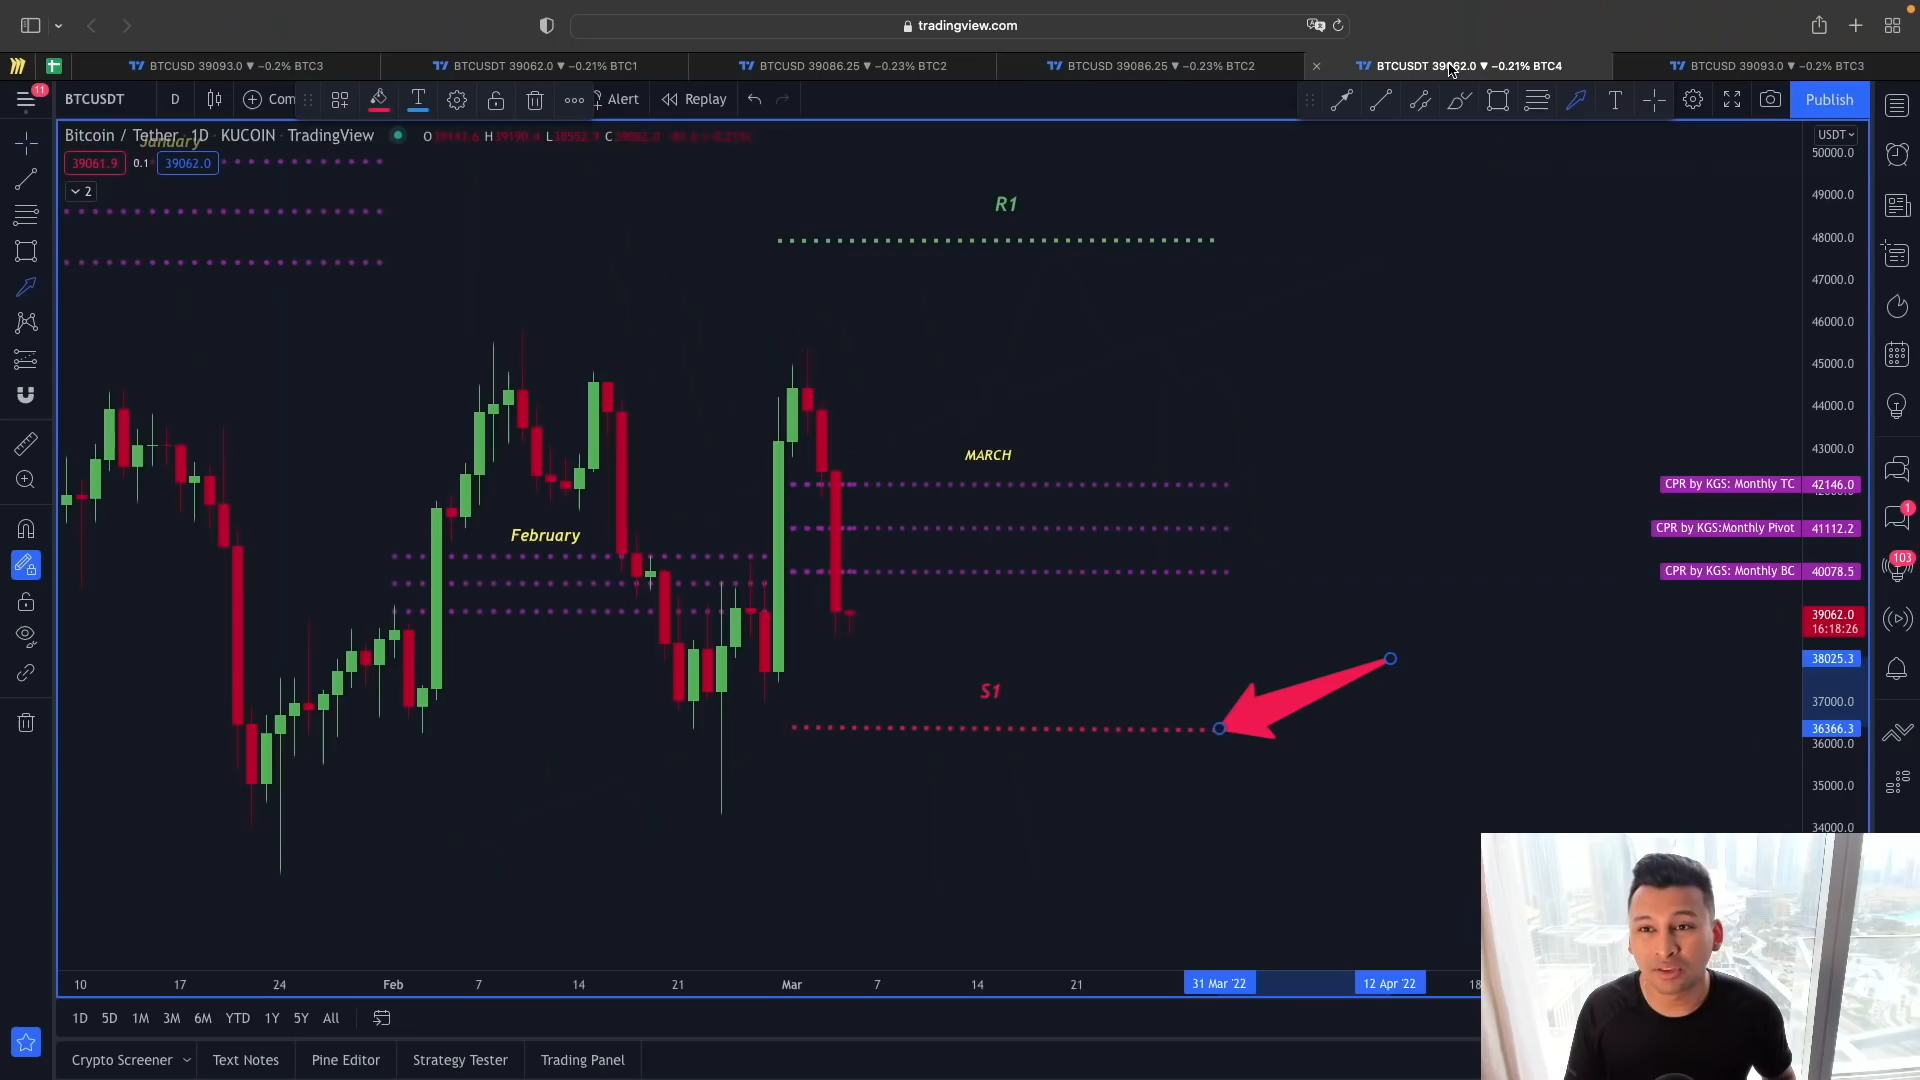 tradingview.com
BTCUSD 39093.0 ▼ −0.2% BTC3
BTCUSDT 39062.0 ▼ −0.21% BTC1
BTCUSD 39086.25 ▼ −0.23% BTC2
BTCUSD 39086.25 ▼ −0.23% BTC2
BTCUSDT 39062.0 ▼ −0.21% BTC4
BTCUSD 39093.0 ▼ −0.2% BTC3
11
BTCUSDT
D
Com
Alert
Replay
Publish
Bitcoin / Tether · 1D · KUCOIN · TradingView
O
H
L
C
January
39061.9
0.1
39062.0
2
USDT
50000.0
49000.0
48000.0
47000.0
46000.0
45000.0
44000.0
43000.0
R1
MARCH
February
S1
CPR by KGS: Monthly TC 42146.0
CPR by KGS:Monthly Pivot 41112.2
CPR by KGS: Monthly BC 40078.5
39062.0
16:18:26
38025.3
37000.0
36366.3
36000.0
35000.0
34000.0
1
103
10
17
24
Feb
7
14
21
Mar
7
14
21
31 Mar '22
12 Apr '22
1D 5D 1M 3M 6M YTD 1Y 5Y All
Crypto Screener
Text Notes
Pine Editor
Strategy Tester
Trading Panel